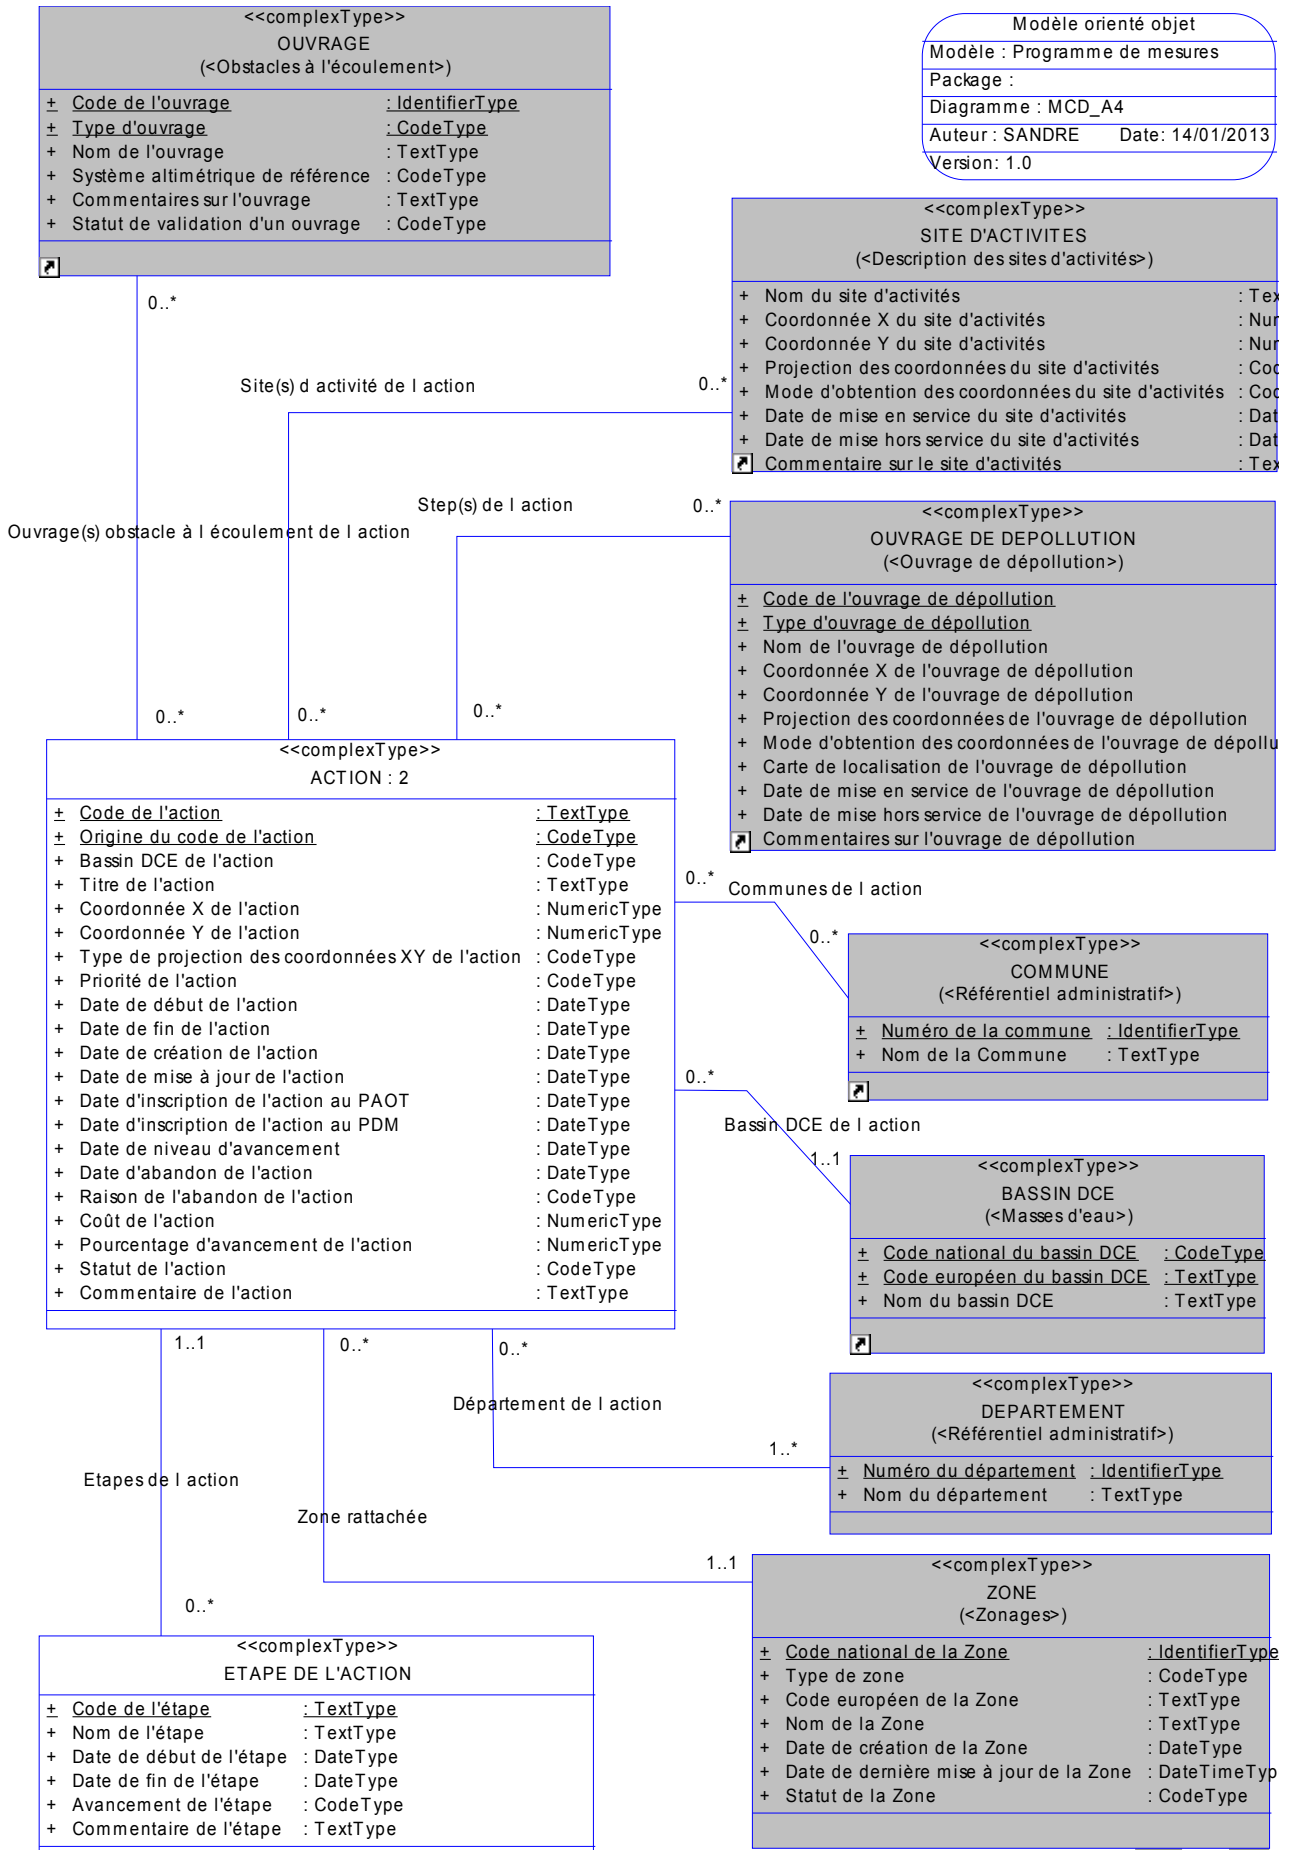 <<complexType>>
OUVRAGE
(<Obstacles à l'écoulement>)
+ Code de l'ouvrage : IdentifierType
+ Type d'ouvrage : CodeType
+ Nom de l'ouvrage : TextType
+ Système altimétrique de référence : CodeType
+ Commentaires sur l'ouvrage : TextType
+ Statut de validation d'un ouvrage : CodeType
Modèle orienté objet
Modèle : Programme de mesures
Package :
Diagramme : MCD_A4
Auteur : SANDRE Date: 14/01/2013
Version: 1.0
<<complexType>>
SITE D'ACTIVITES
(<Description des sites d'activités>)
+ Nom du site d'activités : Tex
+ Coordonnée X du site d'activités : Nur
+ Coordonnée Y du site d'activités : Nur
+ Projection des coordonnées du site d'activités : Coc
+ Mode d'obtention des coordonnées du site d'activités : Coc
+ Date de mise en service du site d'activités : Dat
+ Date de mise hors service du site d'activités : Dat
Commentaire sur le site d'activités : Tex
0..*
Site(s) d activité de l action
0..*
Step(s) de l action
0..*
Ouvrage(s) obstacle à l écoulement de l action
<<complexType>>
OUVRAGE DE DEPOLLUTION
(<Ouvrage de dépollution>)
+ Code de l'ouvrage de dépollution
+ Type d'ouvrage de dépollution
+ Nom de l'ouvrage de dépollution
+ Coordonnée X de l'ouvrage de dépollution
+ Coordonnée Y de l'ouvrage de dépollution
+ Projection des coordonnées de l'ouvrage de dépollution
+ Mode d'obtention des coordonnées de l'ouvrage de dépollu
+ Carte de localisation de l'ouvrage de dépollution
+ Date de mise en service de l'ouvrage de dépollution
+ Date de mise hors service de l'ouvrage de dépollution
Commentaires sur l'ouvrage de dépollution
0..*
0..*
0..*
<<complexType>>
ACTION : 2
+ Code de l'action : TextType
+ Origine du code de l'action : CodeType
+ Bassin DCE de l'action : CodeType
+ Titre de l'action : TextType
+ Coordonnée X de l'action : NumericType
+ Coordonnée Y de l'action : NumericType
+ Type de projection des coordonnées XY de l'action : CodeType
+ Priorité de l'action : CodeType
+ Date de début de l'action : DateType
+ Date de fin de l'action : DateType
+ Date de création de l'action : DateType
+ Date de mise à jour de l'action : DateType
+ Date d'inscription de l'action au PAOT : DateType
+ Date d'inscription de l'action au PDM : DateType
+ Date de niveau d'avancement : DateType
+ Date d'abandon de l'action : DateType
+ Raison de l'abandon de l'action : CodeType
+ Coût de l'action : NumericType
+ Pourcentage d'avancement de l'action : NumericType
+ Statut de l'action : CodeType
+ Commentaire de l'action : TextType
0..*
Communes de l action
0..*
<<complexType>>
COMMUNE
(<Référentiel administratif>)
+ Numéro de la commune : IdentifierType
+ Nom de la Commune : TextType
0..*
Bassin DCE de l action
1..1
<<complexType>>
BASSIN DCE
(<Masses d'eau>)
+ Code national du bassin DCE : CodeType
+ Code européen du bassin DCE : TextType
+ Nom du bassin DCE : TextType
1..1
0..*
0..*
Département de l action
1..*
<<complexType>>
DEPARTEMENT
(<Référentiel administratif>)
+ Numéro du département : IdentifierType
+ Nom du département : TextType
Etapes de l action
Zone rattachée
1..1
0..*
<<complexType>>
ZONE
(<Zonages>)
+ Code national de la Zone : IdentifierType
+ Type de zone : CodeType
+ Code européen de la Zone : TextType
+ Nom de la Zone : TextType
+ Date de création de la Zone : DateType
+ Date de dernière mise à jour de la Zone : DateTimeTyp
+ Statut de la Zone : CodeType
<<complexType>>
ETAPE DE L'ACTION
+ Code de l'étape : TextType
+ Nom de l'étape : TextType
+ Date de début de l'étape : DateType
+ Date de fin de l'étape : DateType
+ Avancement de l'étape : CodeType
+ Commentaire de l'étape : TextType